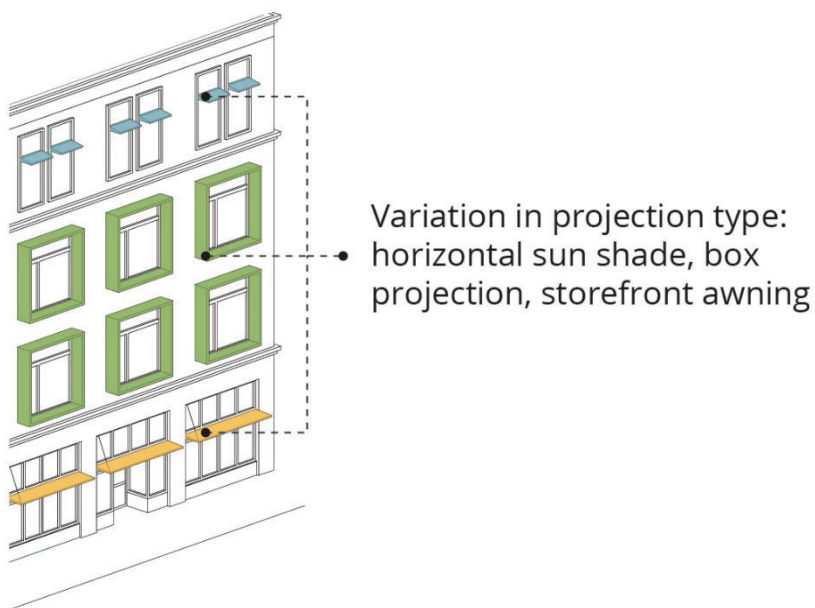 Variation in projection type:
horizontal sun shade, box
projection, storefront awning